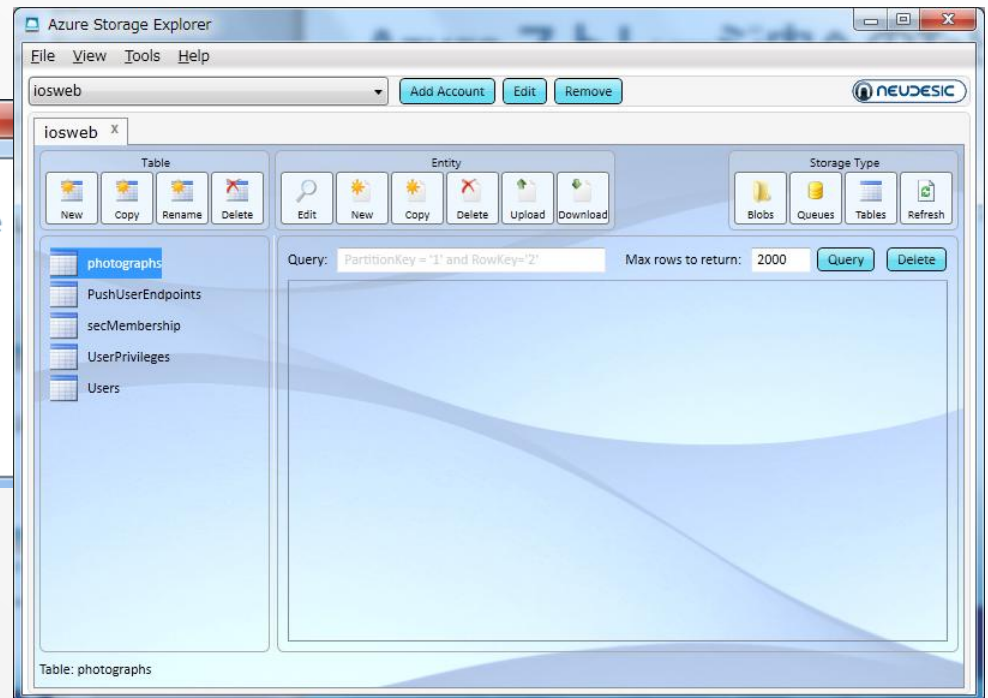 Azure Storage Explorer
File View Tools Help
iosweb Add Account Edit Remove NEUDESIC
iosweb x
Table Entity Storage Type
New Copy Rename Delete Edit New Copy Delete Upload Download Blobs Queues Tables Refresh
photographs
PushUserEndpoints
secMembership
UserPrivileges
Users
Query: PartitionKey = '1' and RowKey='2' Max rows to return: 2000 Query Delete
Table: photographs